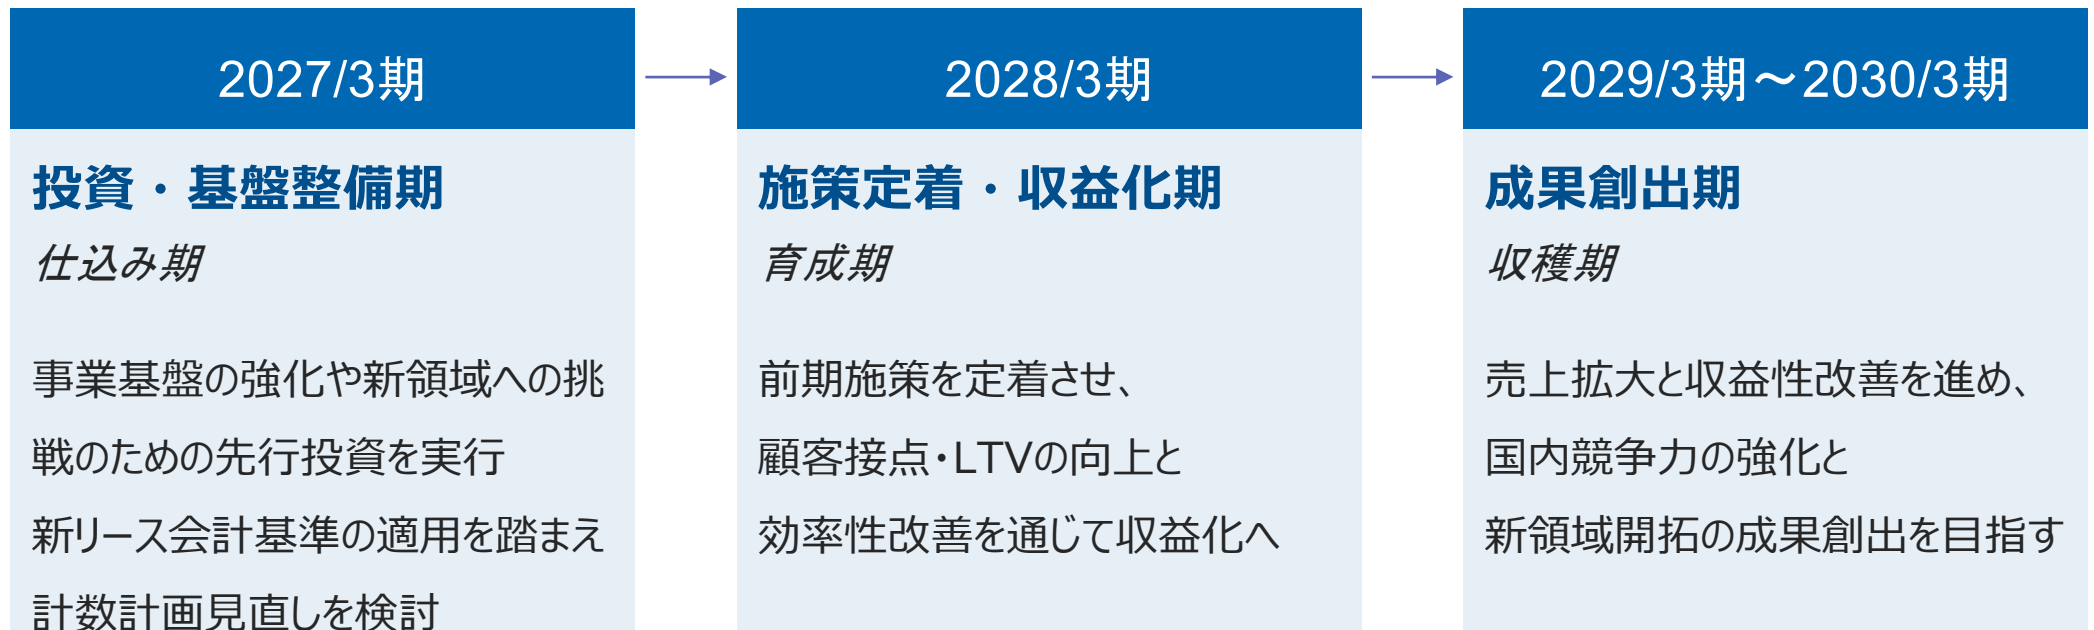 2027/3期
投資・基盤整備期
仕込み期
事業基盤の強化や新領域への挑
戦のための先行投資を実行
新リース会計基準の適用を踏まえ
計数計画見直しを検討
2028/3期
施策定着・収益化期
育成期
前期施策を定着させ、
顧客接点・LTVの向上と
効率性改善を通じて収益化へ
2029/3期～2030/3期
成果創出期
収穫期
売上拡大と収益性改善を進め、
国内競争力の強化と
新領域開拓の成果創出を目指す